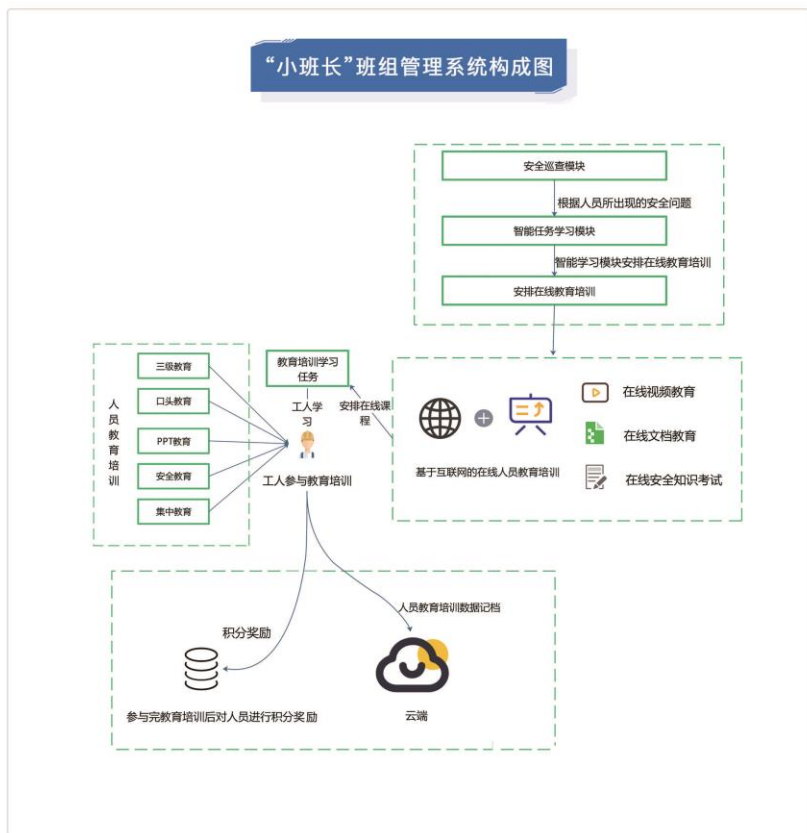 “小班长”班组管理系统构成图
安全巡查模块
根据人员所出现的安全问题
智能任务学习模块
智能学习模块安排在线教育培训
安排在线教育培训
人员教育培训
三级教育
口头教育
PPT教育
安全教育
集中教育
教育培训学习
任务
工人学
习
安排在线课
程
工人参与教育培训
基于互联网的在线人员教育培训
在线视频教育
在线文档教育
在线安全知识考试
积分奖励
人员教育培训数据记档
参与完教育培训后对人员进行积分奖励
云端